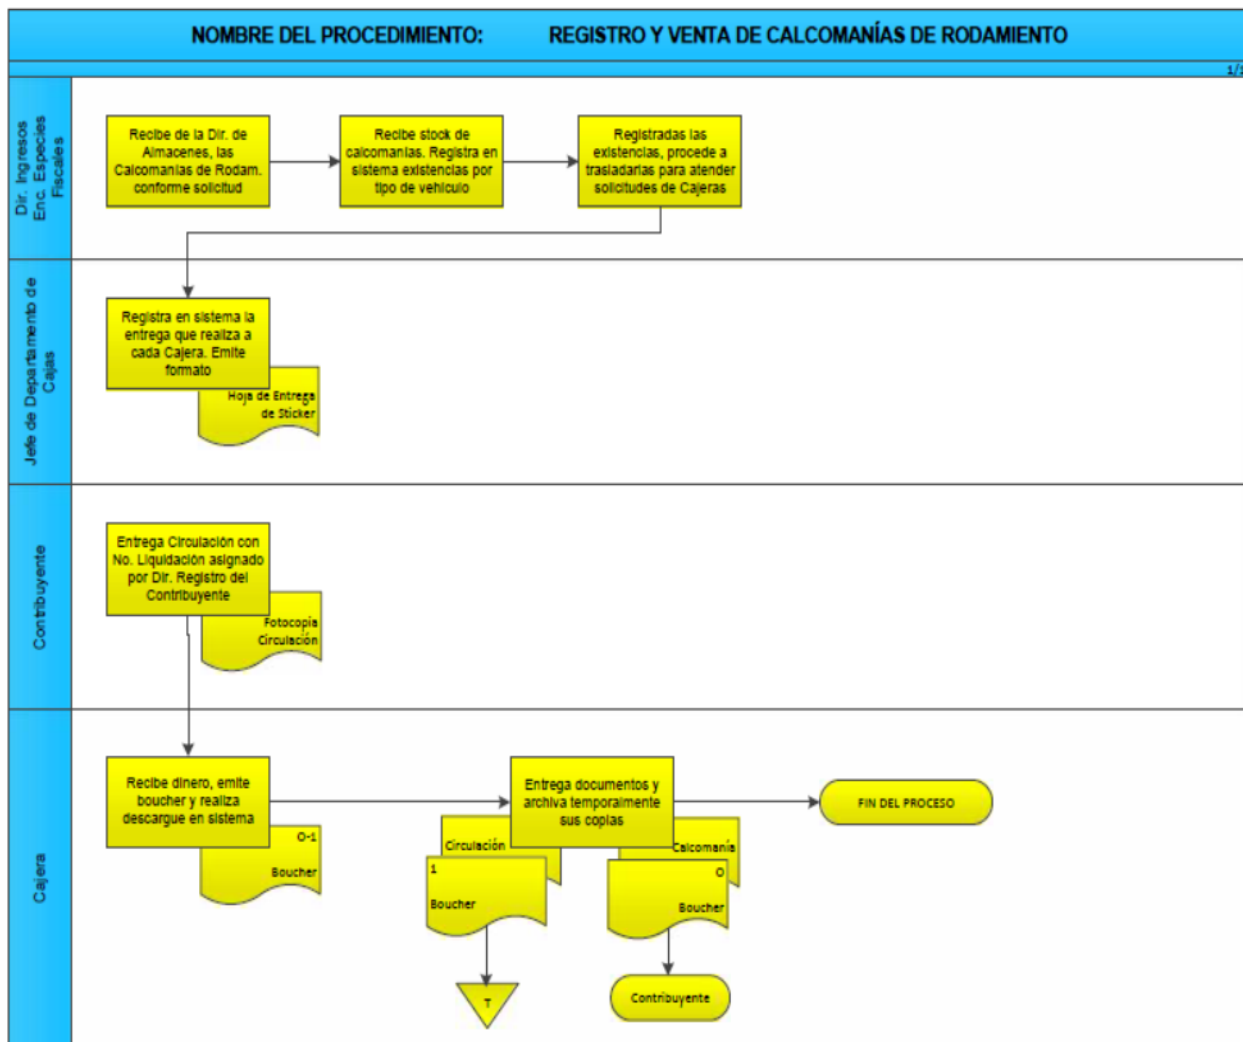 NOMBRE DEL PROCEDIMIENTO: REGISTRO Y VENTA DE CALCOMANÍAS DE RODAMIENTO
1/1
Dir. Ingresos
Enc. Especies
Fiscales
Recibe de la Dir. de
Almacenes, las
Calcomanías de Rodam.
conforme solicitud
Recibe stock de
calcomanías. Registra en
sistema existencias por
tipo de vehículo
Registradas las
existencias, procede a
trasladarlas para atender
solicitudes de Cajeras
Jefe de Departamento de
Cajas
Registra en sistema la
entrega que realiza a
cada Cajera. Emite
formato
Hoja de Entrega
de Sticker
Contribuyente
Entrega Circulación con
No. Liquidación asignado
por Dir. Registro del
Contribuyente
Fotocopia
Circulación
Cajera
Recibe dinero, emite
boucher y realiza
descargue en sistema
O-1
Boucher
Entrega documentos y
archiva temporalmente
sus copias
Circulación
1
Boucher
T
Calcomanía
O
Boucher
Contribuyente
FIN DEL PROCESO